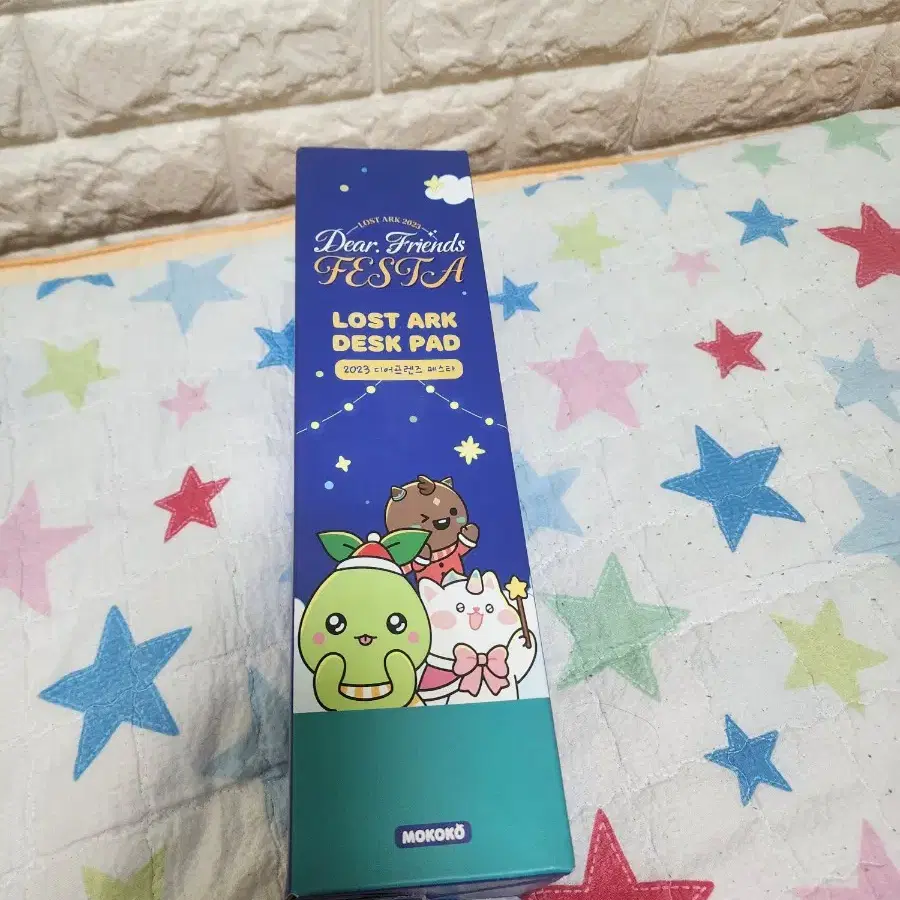 LOST ARK 2023
Dear. Friends
FESTA
LOST ARK
DESK PAD
2023 디어프렌즈 페스타
MOKOKO